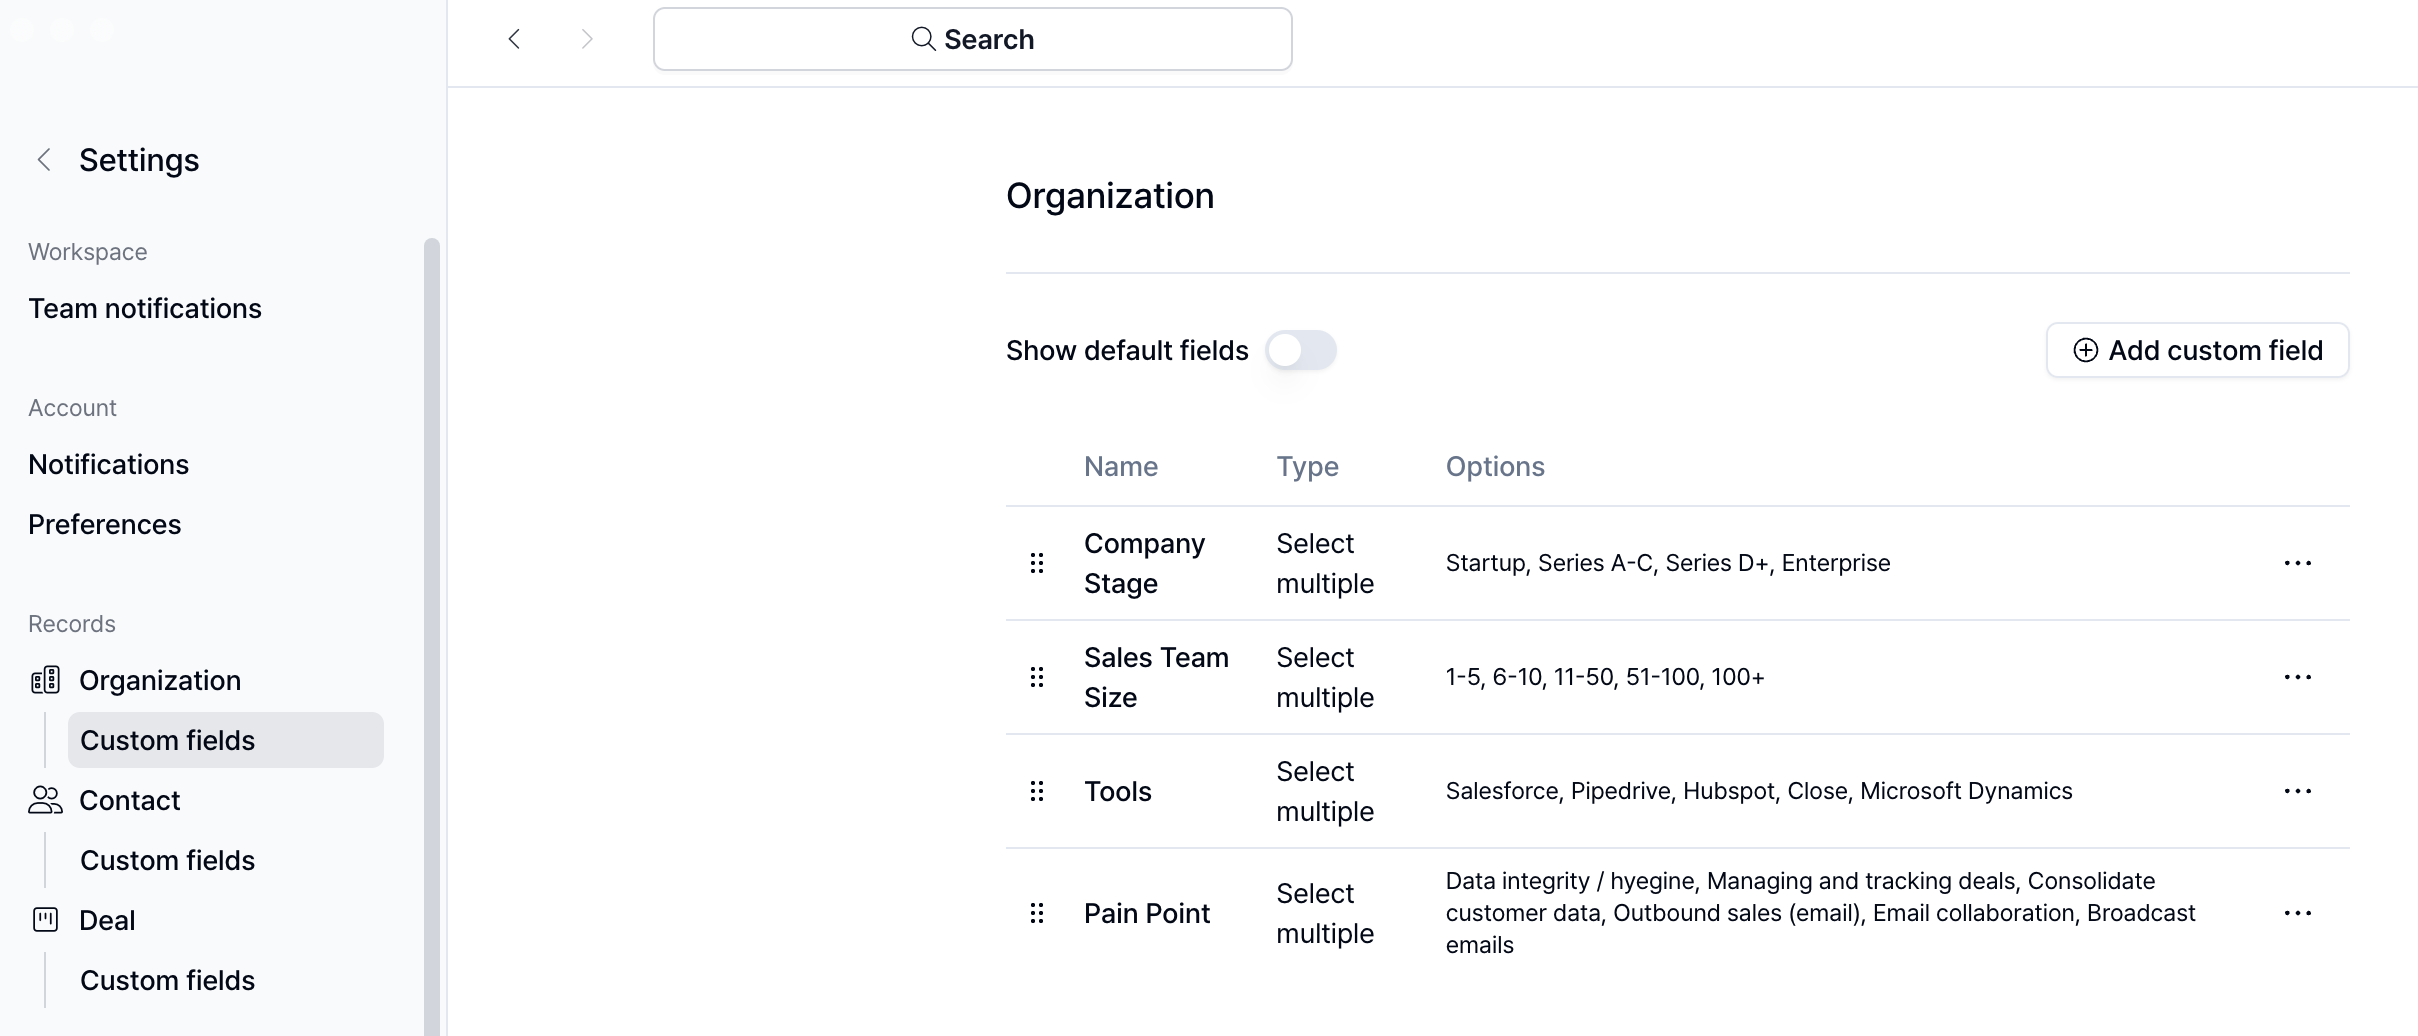 Search
Settings
Workspace
Team notifications
Account
Notifications
Preferences
Records
Organization
Custom fields
Contact
Custom fields
Deal
Custom fields
Organization
Show default fields
Add custom field
Name Type Options
Company Stage Select multiple Startup, Series A-C, Series D+, Enterprise
Sales Team Size Select multiple 1-5, 6-10, 11-50, 51-100, 100+
Tools Select multiple Salesforce, Pipedrive, Hubspot, Close, Microsoft Dynamics
Pain Point Select multiple Data integrity / hyegine, Managing and tracking deals, Consolidate
customer data, Outbound sales (email), Email collaboration, Broadcast
emails